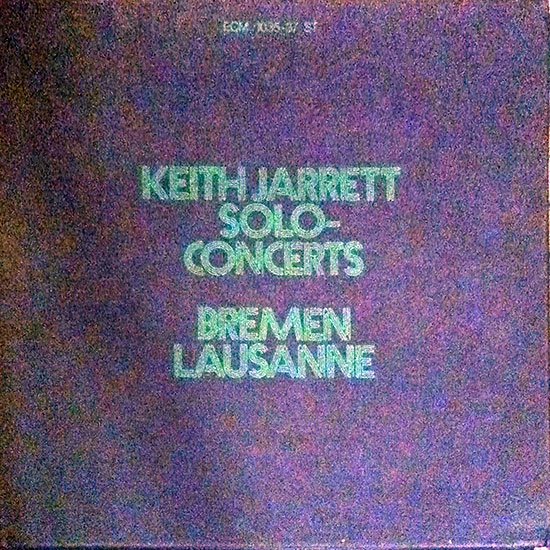 ECM 1035-37 ST
KEITH JARRETT
SOLO-
CONCERTS
BREMEN
LAUSANNE